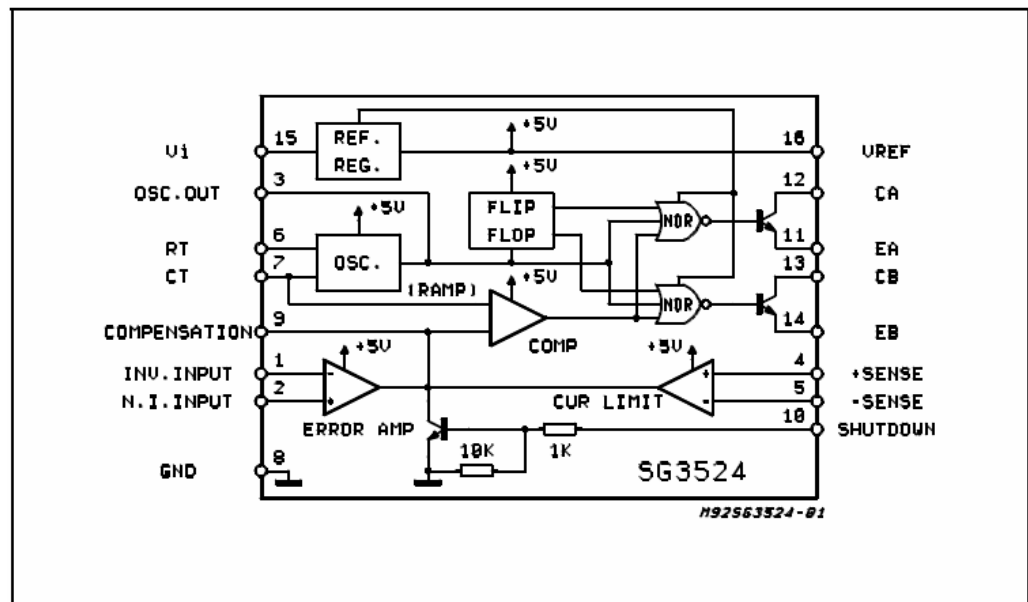 +5V
Vi
15
REF.
REG.
16
VREF
OSC.OUT
3
+5V
12
CA
FLIP
FLOP
NOR
+5V
RT
6
OSC.
11
EA
CT
7
(RAMP)
+5V
13
CB
NOR
COMPENSATION
9
COMP
14
EB
+5V
+5V
INV.INPUT
1
-
+
4
+SENSE
N.I.INPUT
2
+
-
5
-SENSE
ERROR AMP
CUR LIMIT
10
SHUTDOWN
10K
1K
GND
8
SG3524
M92SG3524-01